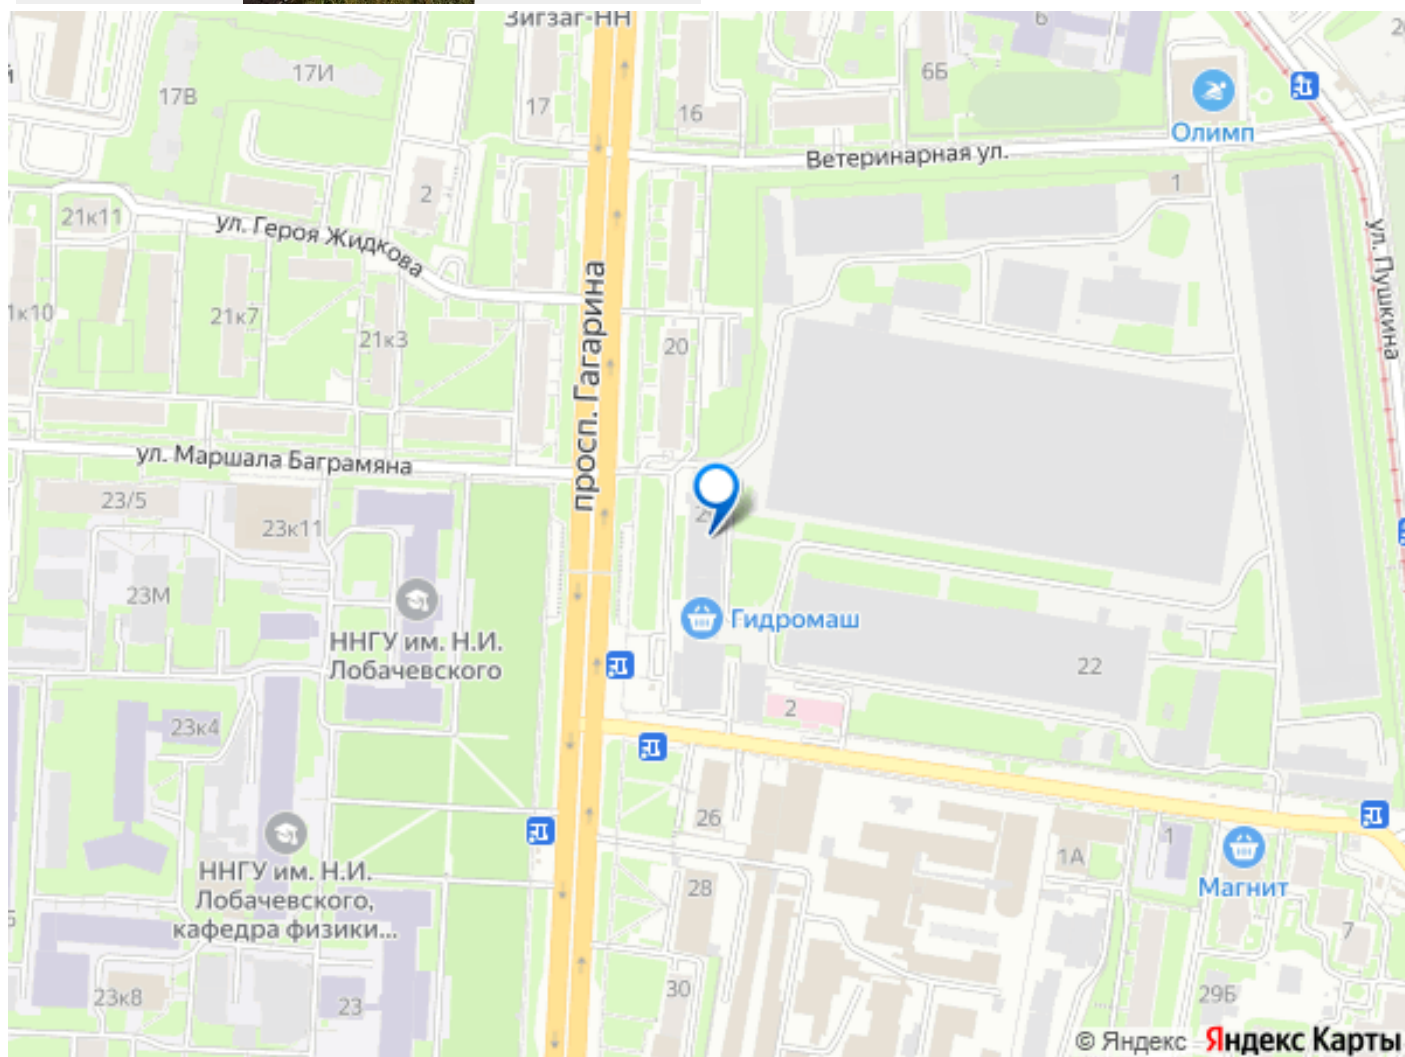 Зигзаг-НН
6
17И
17В
17
16
6Б
Олимп
Ветеринарная ул.
1
2
21к11
ул. Героя Жидкова
ул. Пушкина
1к10
21к7
21к3
20
просп. Гагарина
ул. Маршала Баграмяна
23/5
23к11
23М
ННГУ им. Н.И.
Лобачевского
Гидромаш
22
2
23к4
26
1А
1
Магнит
28
ННГУ им. Н.И.
Лобачевского,
кафедра физики...
7
23к8
23
30
29Б
© Яндекс Яндекс Карты